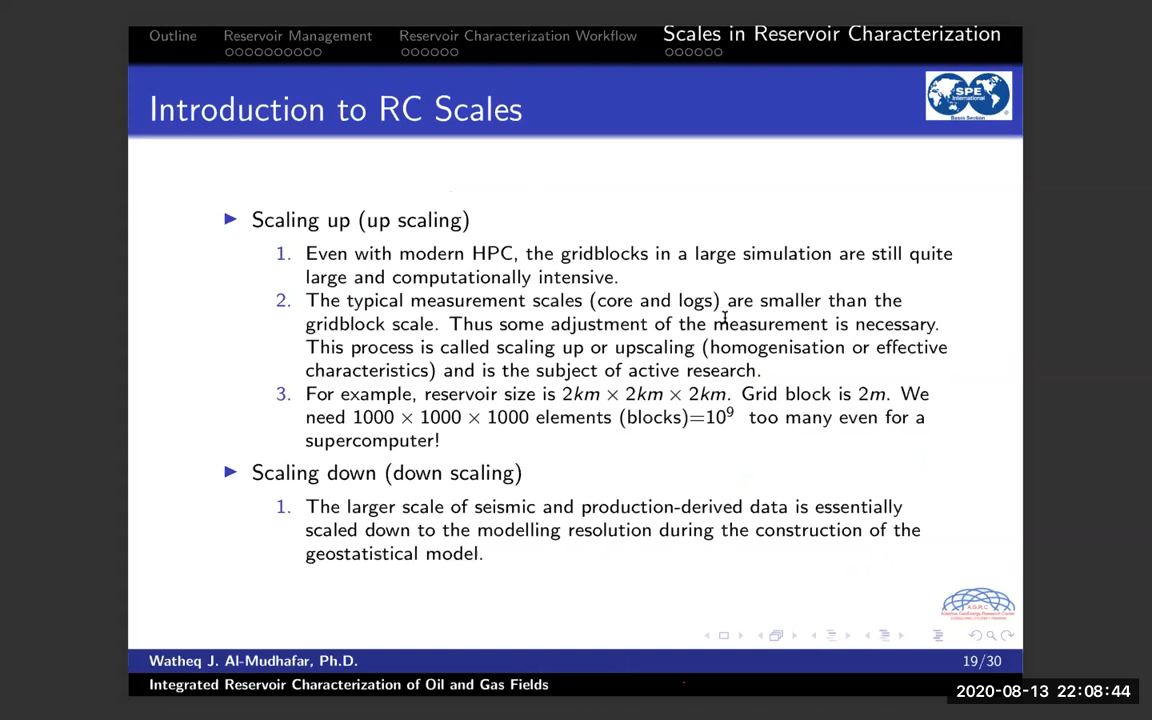 Outline
Reservoir Management
Reservoir Characterization Workflow
Scales in Reservoir Characterization
Introduction to RC Scales
SPE
International
Basra Section
Scaling up (up scaling)
1. Even with modern HPC, the gridblocks in a large simulation are still quite
large and computationally intensive.
2. The typical measurement scales (core and logs) are smaller than the
gridblock scale. Thus some adjustment of the measurement is necessary.
This process is called scaling up or upscaling (homogenisation or effective
characteristics) and is the subject of active research.
3. For example, reservoir size is 2km × 2km × 2km. Grid block is 2m. We
need 1000 × 1000 × 1000 elements (blocks)=10⁹ too many even for a
supercomputer!
Scaling down (down scaling)
1. The larger scale of seismic and production-derived data is essentially
scaled down to the modelling resolution during the construction of the
geostatistical model.
A.G.R.C
Watheq J. Al-Mudhafar, Ph.D.
19/30
Integrated Reservoir Characterization of Oil and Gas Fields
2020-08-13 22:08:44